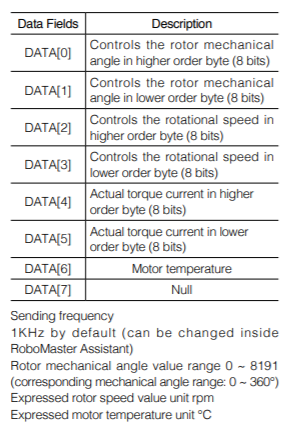 Data Fields Description
DATA[0] Controls the rotor mechanical
angle in higher order byte (8 bits)
DATA[1] Controls the rotor mechanical
angle in lower order byte (8 bits)
DATA[2] Controls the rotational speed in
higher order byte (8 bits)
DATA[3] Controls the rotational speed in
lower order byte (8 bits)
DATA[4] Actual torque current in higher
order byte (8 bits)
DATA[5] Actual torque current in lower
order byte (8 bits)
DATA[6] Motor temperature
DATA[7] Null
Sending frequency
1KHz by default (can be changed inside
RoboMaster Assistant)
Rotor mechanical angle value range 0 ~ 8191
(corresponding mechanical angle range: 0 ~ 360°)
Expressed rotor speed value unit rpm
Expressed motor temperature unit °C